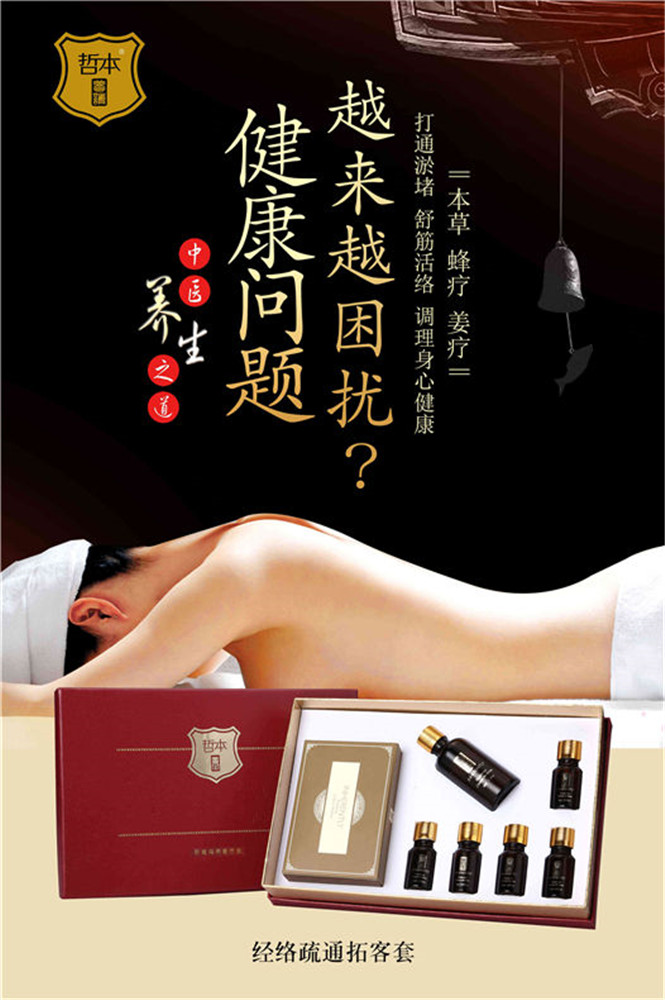 哲本®
健康问题
越来越困扰？
打通淤堵 舒筋活络 调理身心健康
本草 蜂疗 姜疗
中医
养生
之道
哲本
经络疏通拓客套